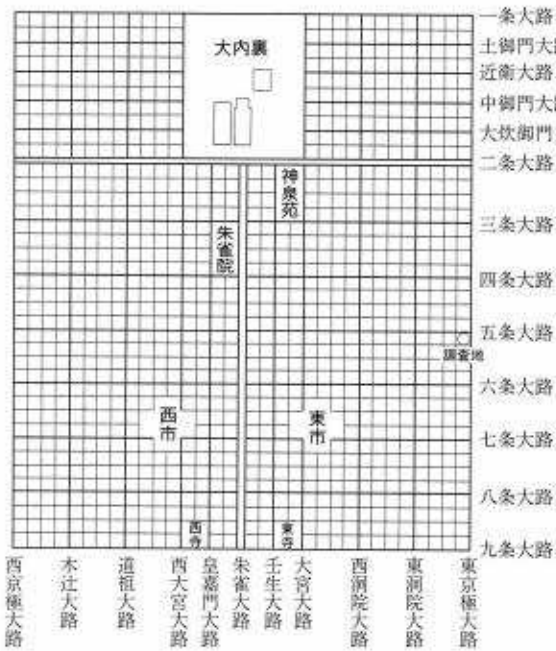 一条大路
土御門大路
近衛大路
中御門大路
大炊御門
二条大路
三条大路
四条大路
五条大路
六条大路
七条大路
八条大路
九条大路
大内裏
神泉苑
朱雀院
調査地
西市
東市
西寺
東寺
西京極大路
木辻大路
道祖大路
西大宮大路
皇嘉門大路
朱雀大路
壬生大路
大宮大路
西洞院大路
東洞院大路
東京極大路